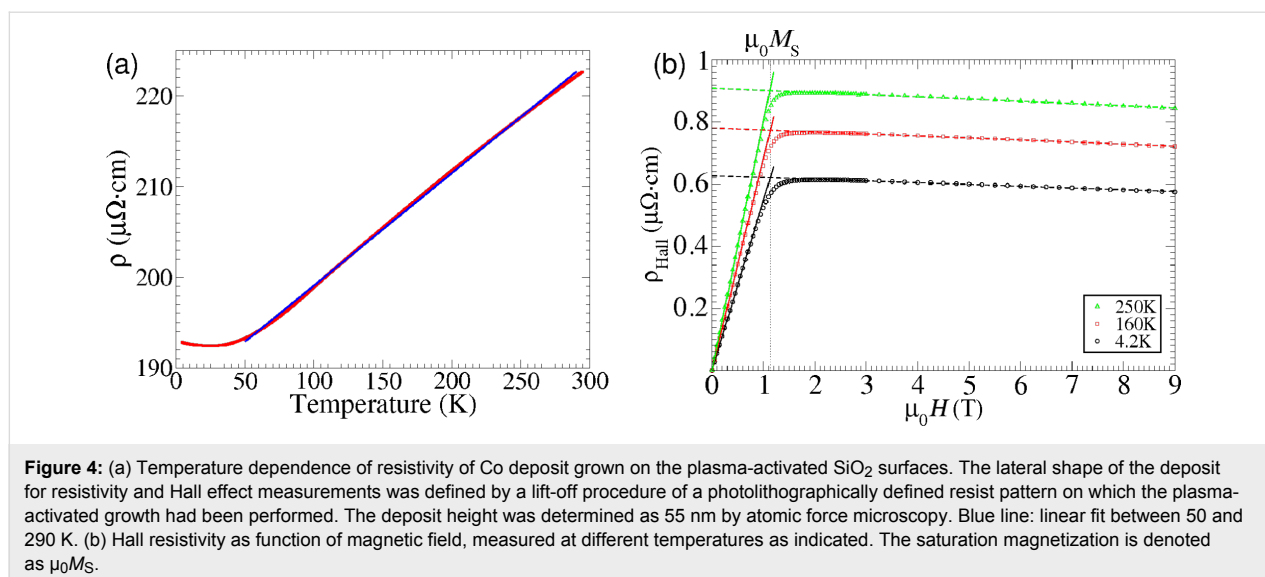 (a)
220
210
200
190
ρ (μΩ·cm)
0 50 100 150 200 250 300
Temperature (K)
(b)
μ₀M_S
1
0.8
0.6
0.4
0.2
ρ_Hall (μΩ·cm)
250K
160K
4.2K
0 1 2 3 4 5 6 7 8 9
μ₀H (T)
Figure 4: (a) Temperature dependence of resistivity of Co deposit grown on the plasma-activated SiO₂ surfaces. The lateral shape of the deposit
for resistivity and Hall effect measurements was defined by a lift-off procedure of a photolithographically defined resist pattern on which the plasma-
activated growth had been performed. The deposit height was determined as 55 nm by atomic force microscopy. Blue line: linear fit between 50 and
290 K. (b) Hall resistivity as function of magnetic field, measured at different temperatures as indicated. The saturation magnetization is denoted
as μ₀M_S.